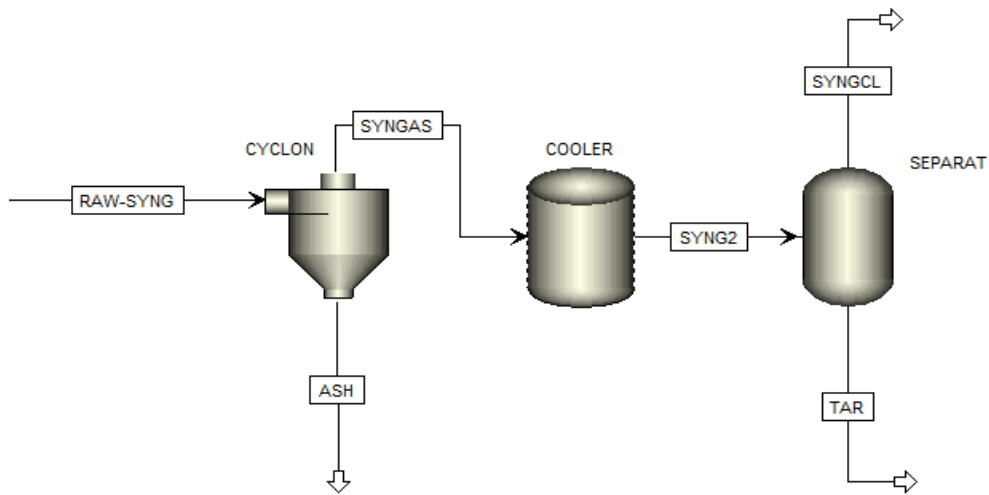 SYNGCL
SYNGAS
CYCLON
COOLER
SEPARAT
RAW-SYNG
SYNG2
ASH
TAR